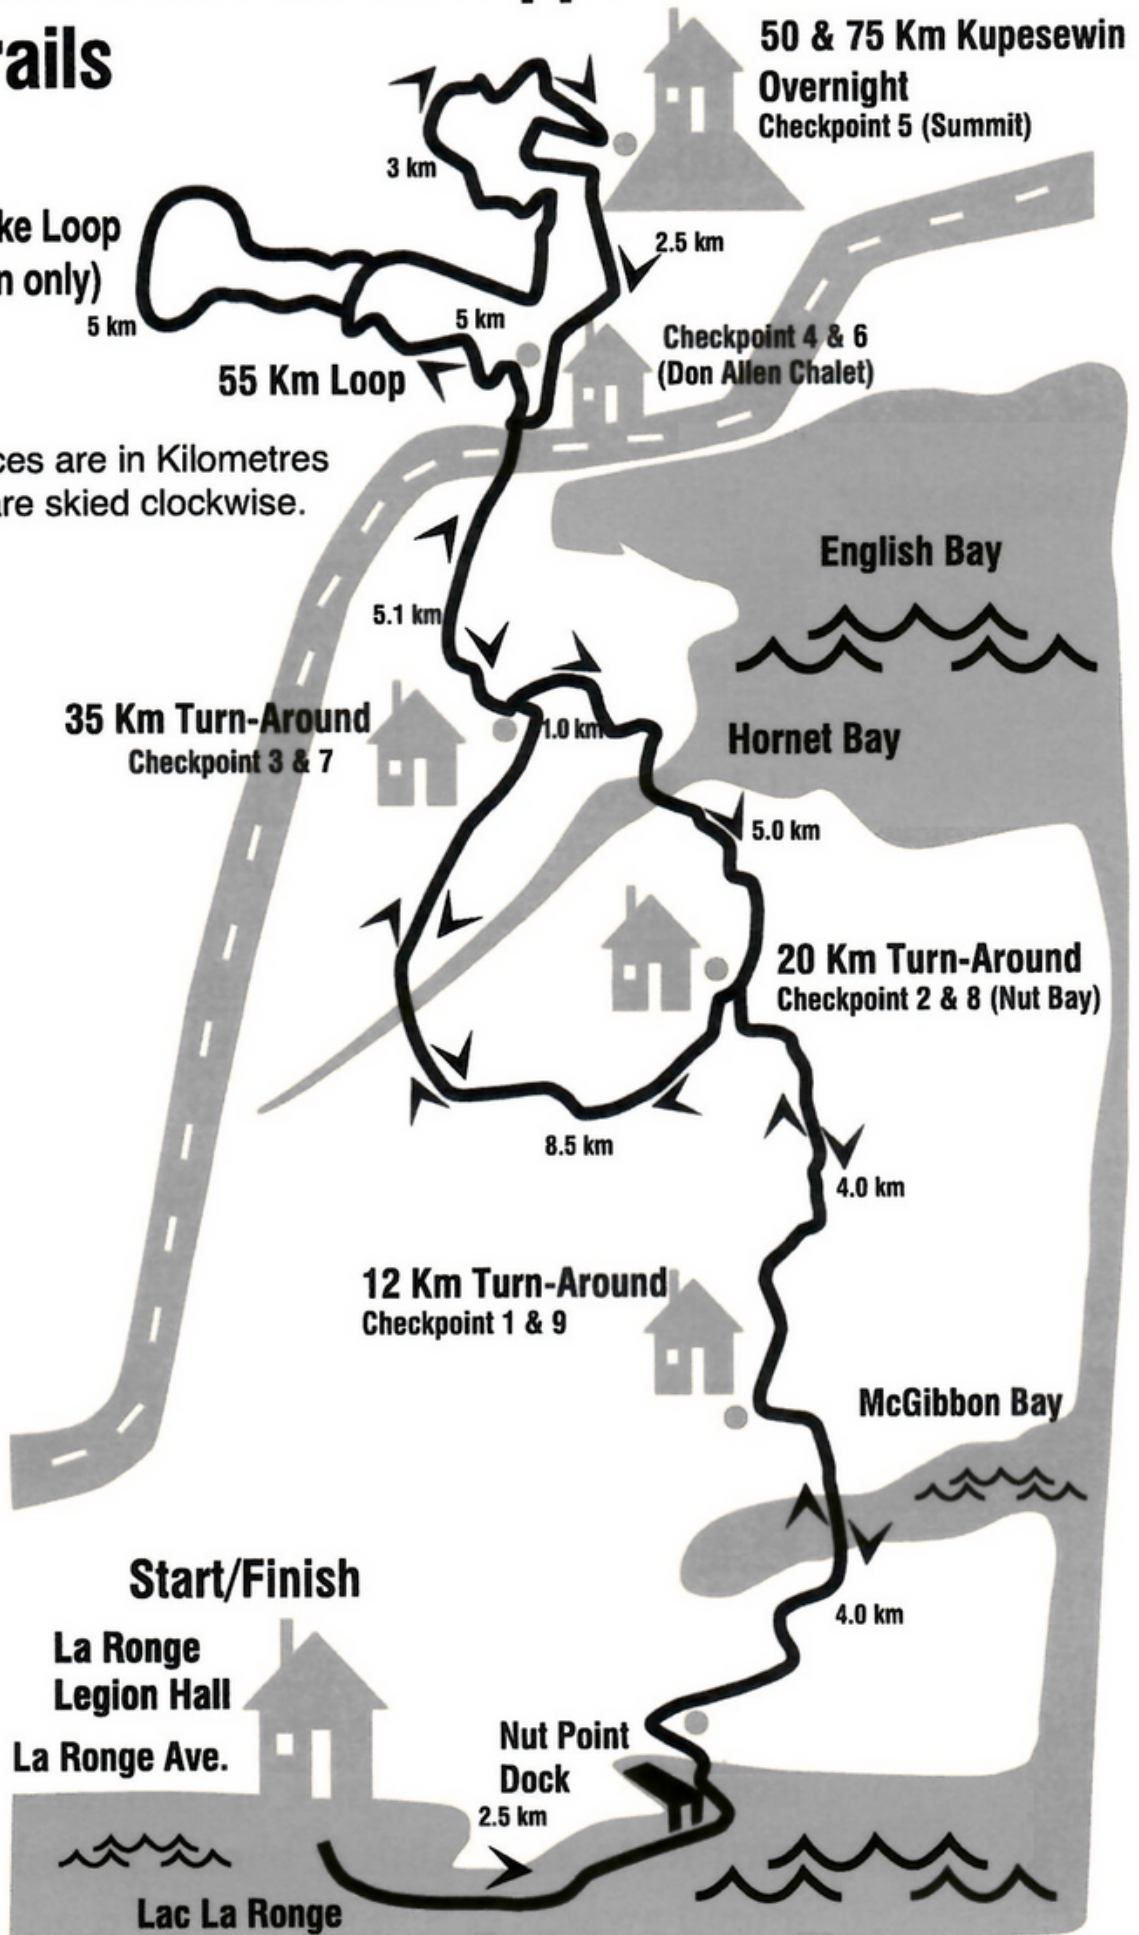 50 & 75 Km Kupesewin
Overnight
Checkpoint 5 (Summit)
3 km
2.5 km
Loop
only)
5 km
5 km
Checkpoint 4 & 6
(Don Allen Chalet)
55 Km Loop
are in Kilometres
are skied clockwise.
English Bay
5.1 km
35 Km Turn-Around
Checkpoint 3 & 7
1.0 km
Hornet Bay
5.0 km
20 Km Turn-Around
Checkpoint 2 & 8 (Nut Bay)
8.5 km
4.0 km
12 Km Turn-Around
Checkpoint 1 & 9
McGibbon Bay
Start/Finish
4.0 km
La Ronge
Legion Hall
La Ronge Ave.
Nut Point
Dock
2.5 km
Lac La Ronge